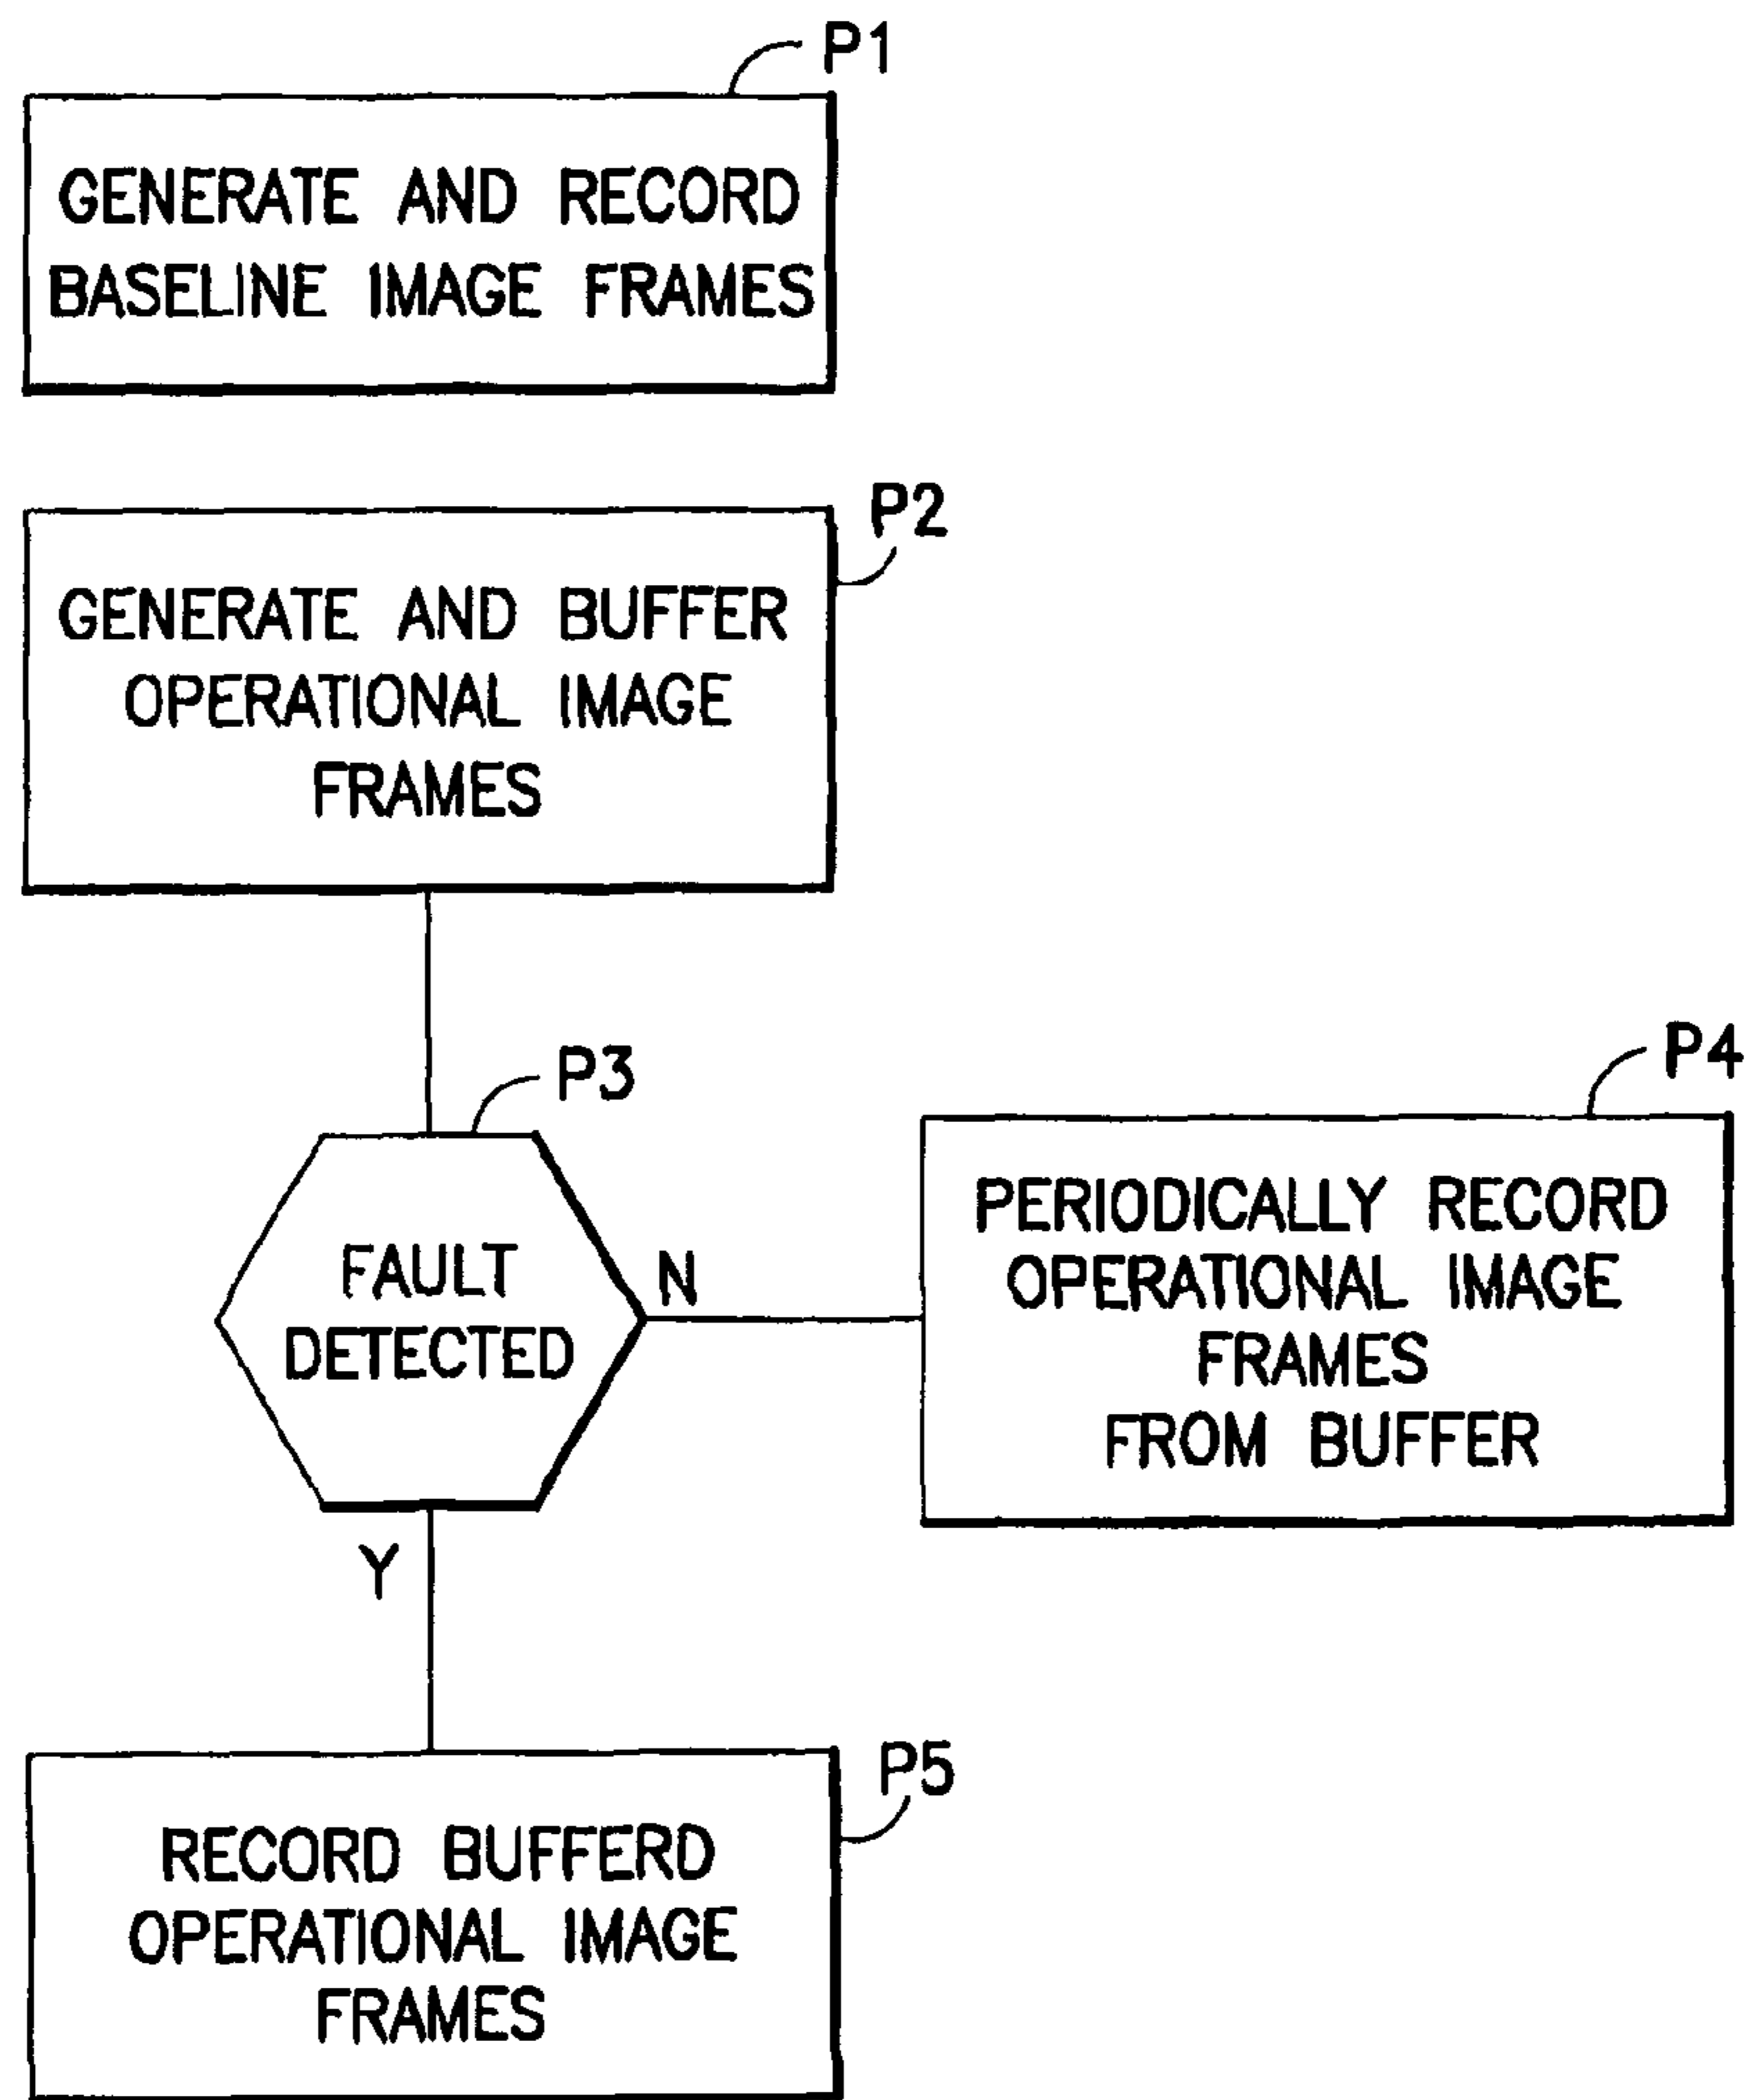 P1
GENERATE AND RECORD
BASELINE IMAGE FRAMES
P2
GENERATE AND BUFFER
OPERATIONAL IMAGE
FRAMES
P3
FAULT
DETECTED
N
P4
PERIODICALLY RECORD
OPERATIONAL IMAGE
FRAMES
FROM BUFFER
Y
P5
RECORD BUFFERD
OPERATIONAL IMAGE
FRAMES